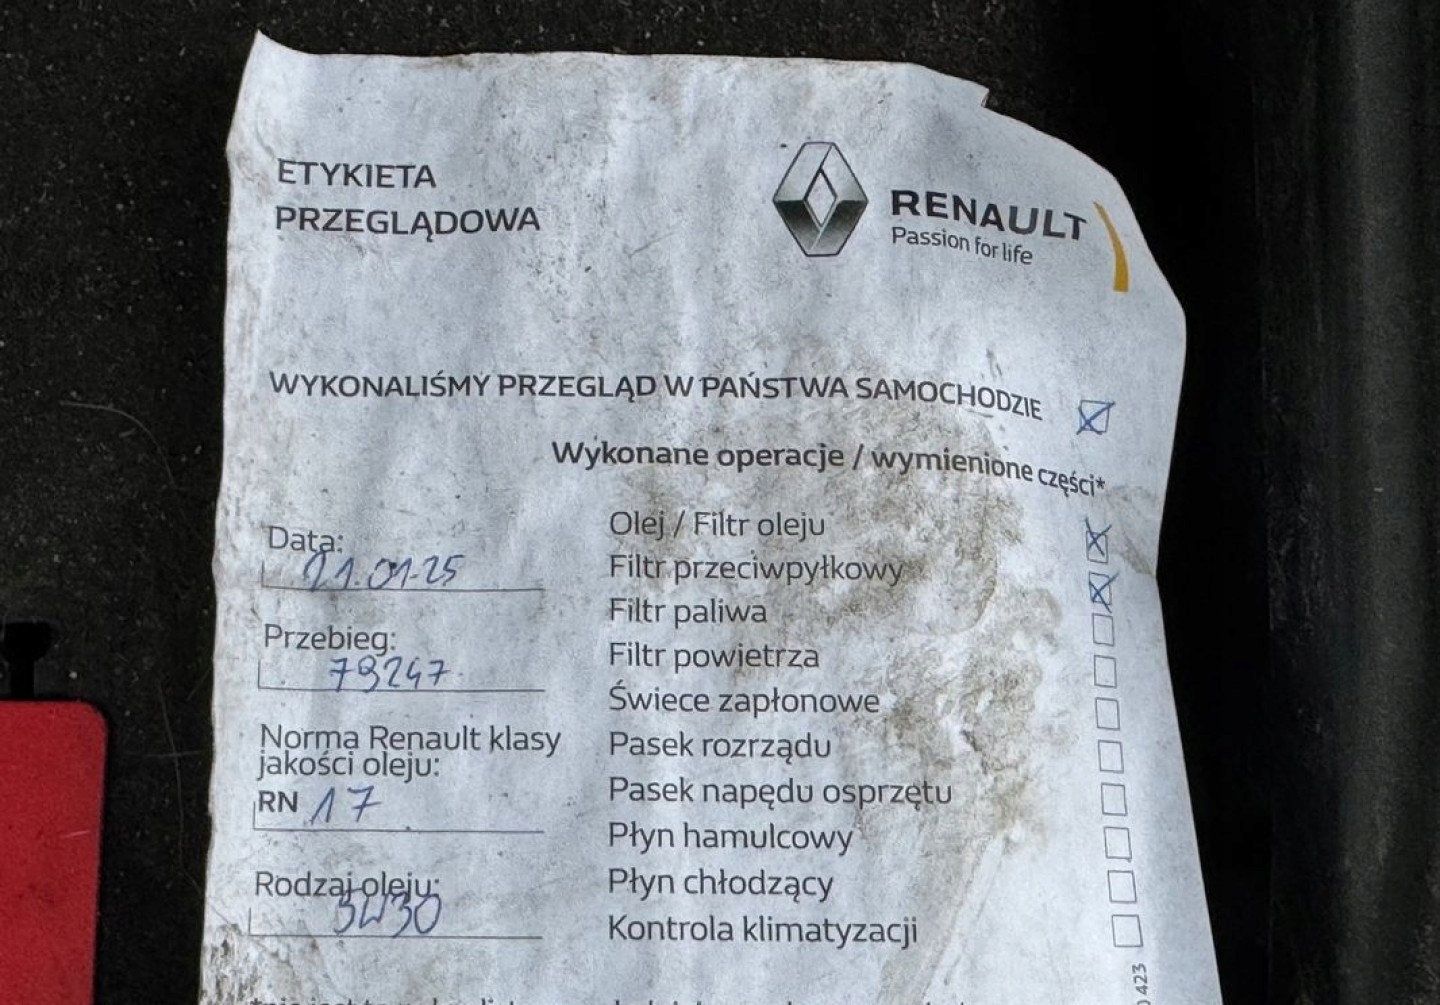 ETYKIETA
PRZEGLĄDOWA
RENAULT
Passion for life
WYKONALIŚMY PRZEGLĄD W PAŃSTWA SAMOCHODZIE
Wykonane operacje / wymienione części*
Data:
21.01.25
Przebieg:
79247
Norma Renault klasy
jakości oleju:
RN 17
Rodzaj oleju:
5W30
Olej / Filtr oleju
Filtr przeciwpyłkowy
Filtr paliwa
Filtr powietrza
Świece zapłonowe
Pasek rozrządu
Pasek napędu osprzętu
Płyn hamulcowy
Płyn chłodzący
Kontrola klimatyzacji
423